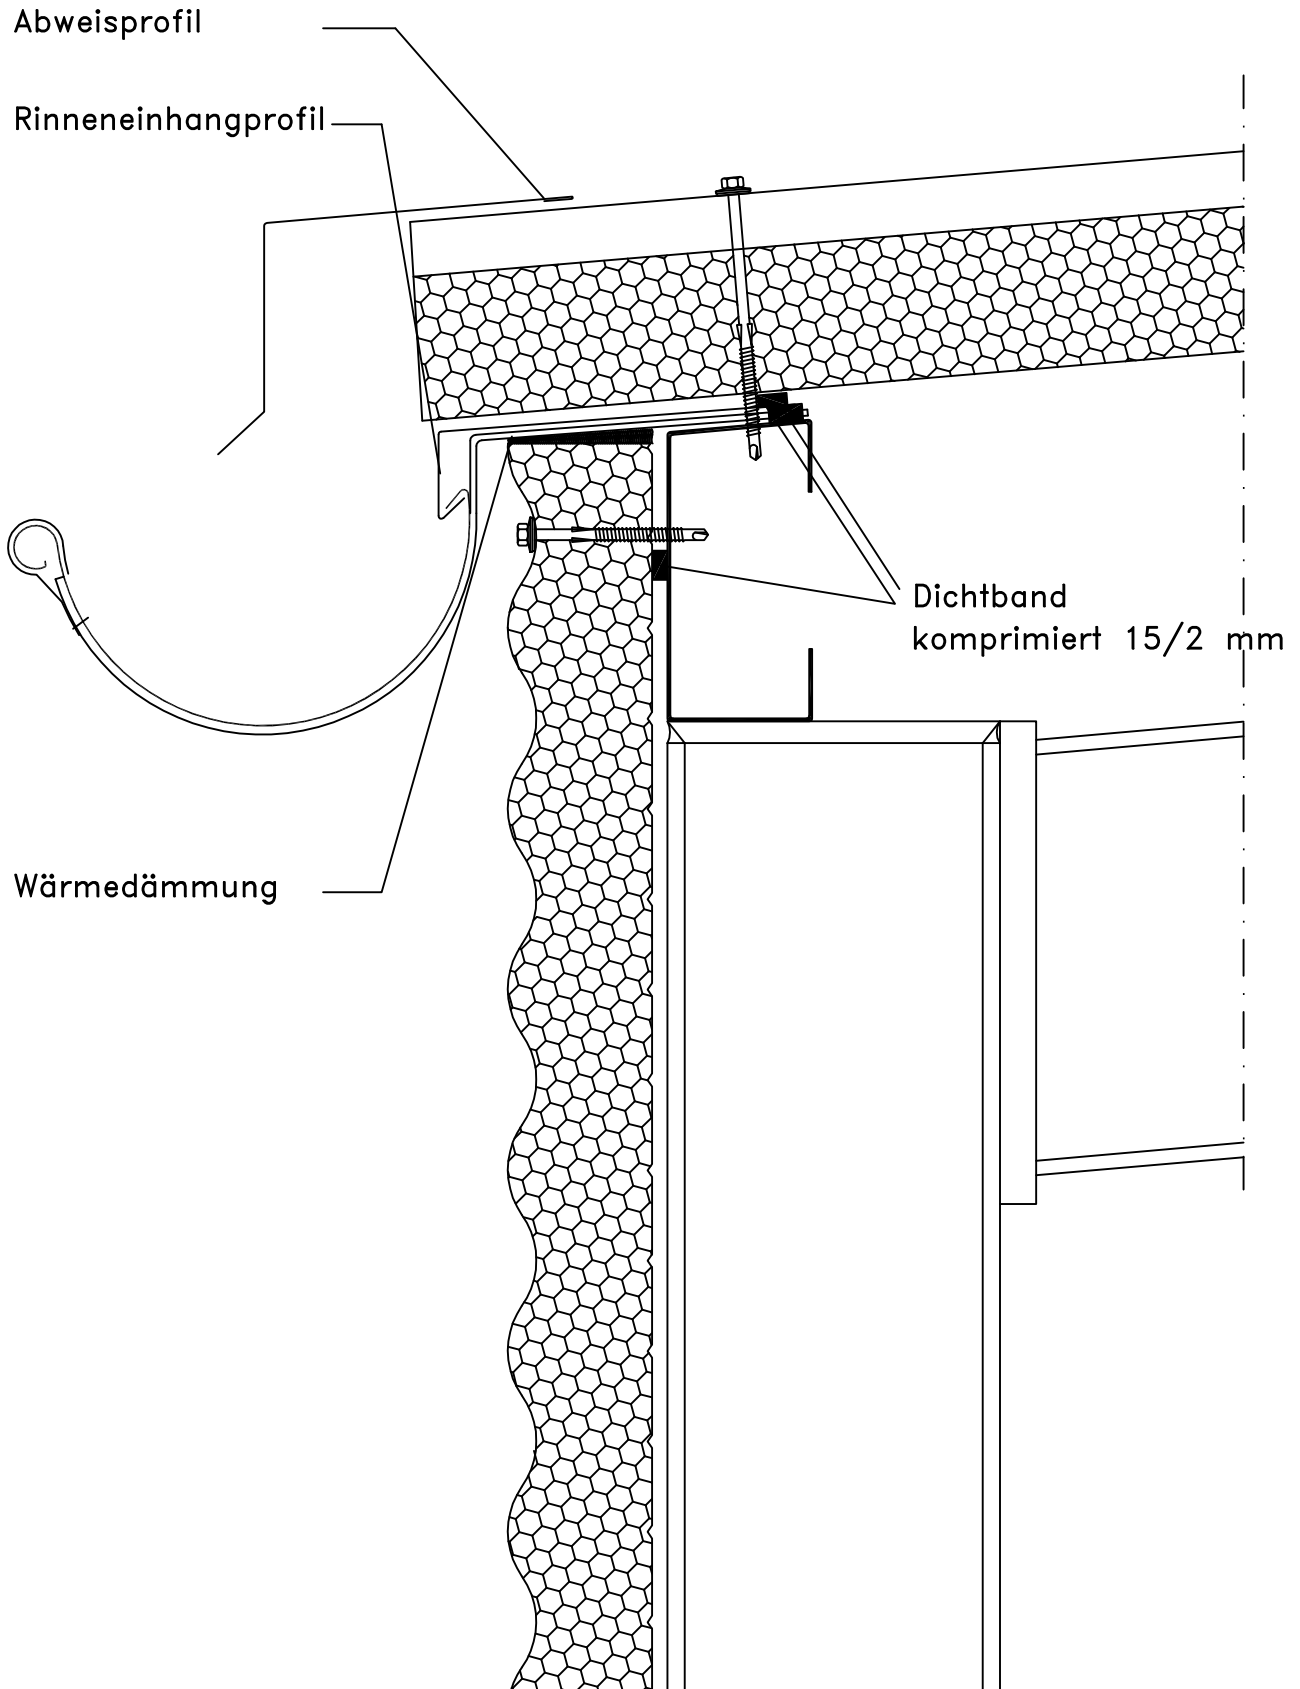 Abweisprofil
Rinneneinhangprofil
Dichtband
komprimiert 15/2 mm
Wärmedämmung